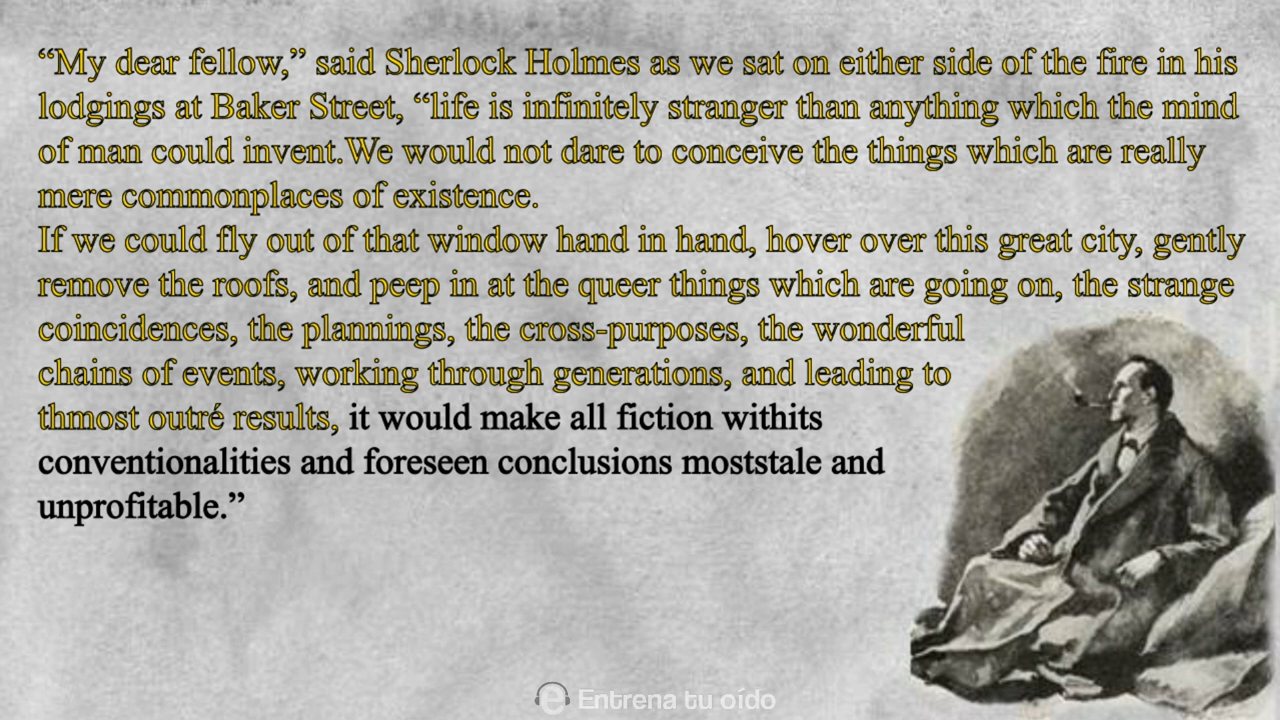 “My dear fellow,” said Sherlock Holmes as we sat on either side of the fire in his
lodgings at Baker Street, “life is infinitely stranger than anything which the mind
of man could invent.We would not dare to conceive the things which are really
mere commonplaces of existence.
If we could fly out of that window hand in hand, hover over this great city, gently
remove the roofs, and peep in at the queer things which are going on, the strange
coincidences, the plannings, the cross-purposes, the wonderful
chains of events, working through generations, and leading to
thmost outré results, it would make all fiction withits
conventionalities and foreseen conclusions moststale and
unprofitable.”
Entrena tu oído